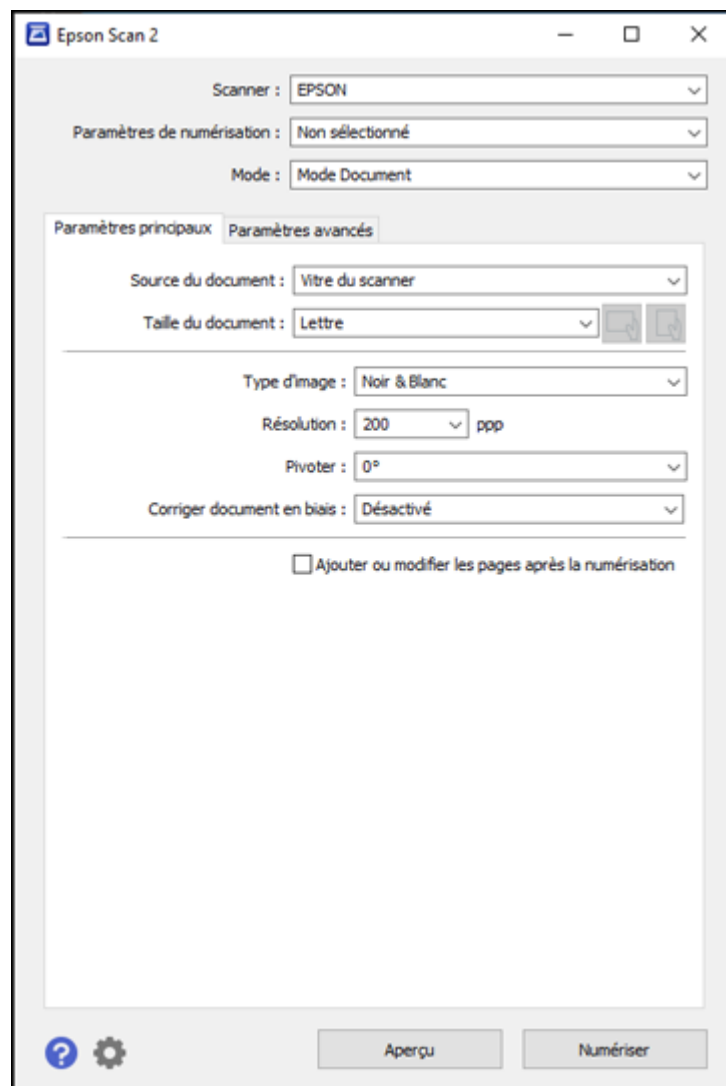 Epson Scan 2
Scanner : EPSON
Paramètres de numérisation : Non sélectionné
Mode : Mode Document
Paramètres principaux Paramètres avancés
Source du document : Vitre du scanner
Taille du document : Lettre
Type d'image : Noir & Blanc
Résolution : 200 ppp
Pivoter : 0°
Corriger document en biais : Désactivé
Ajouter ou modifier les pages après la numérisation
? Aperçu Numériser